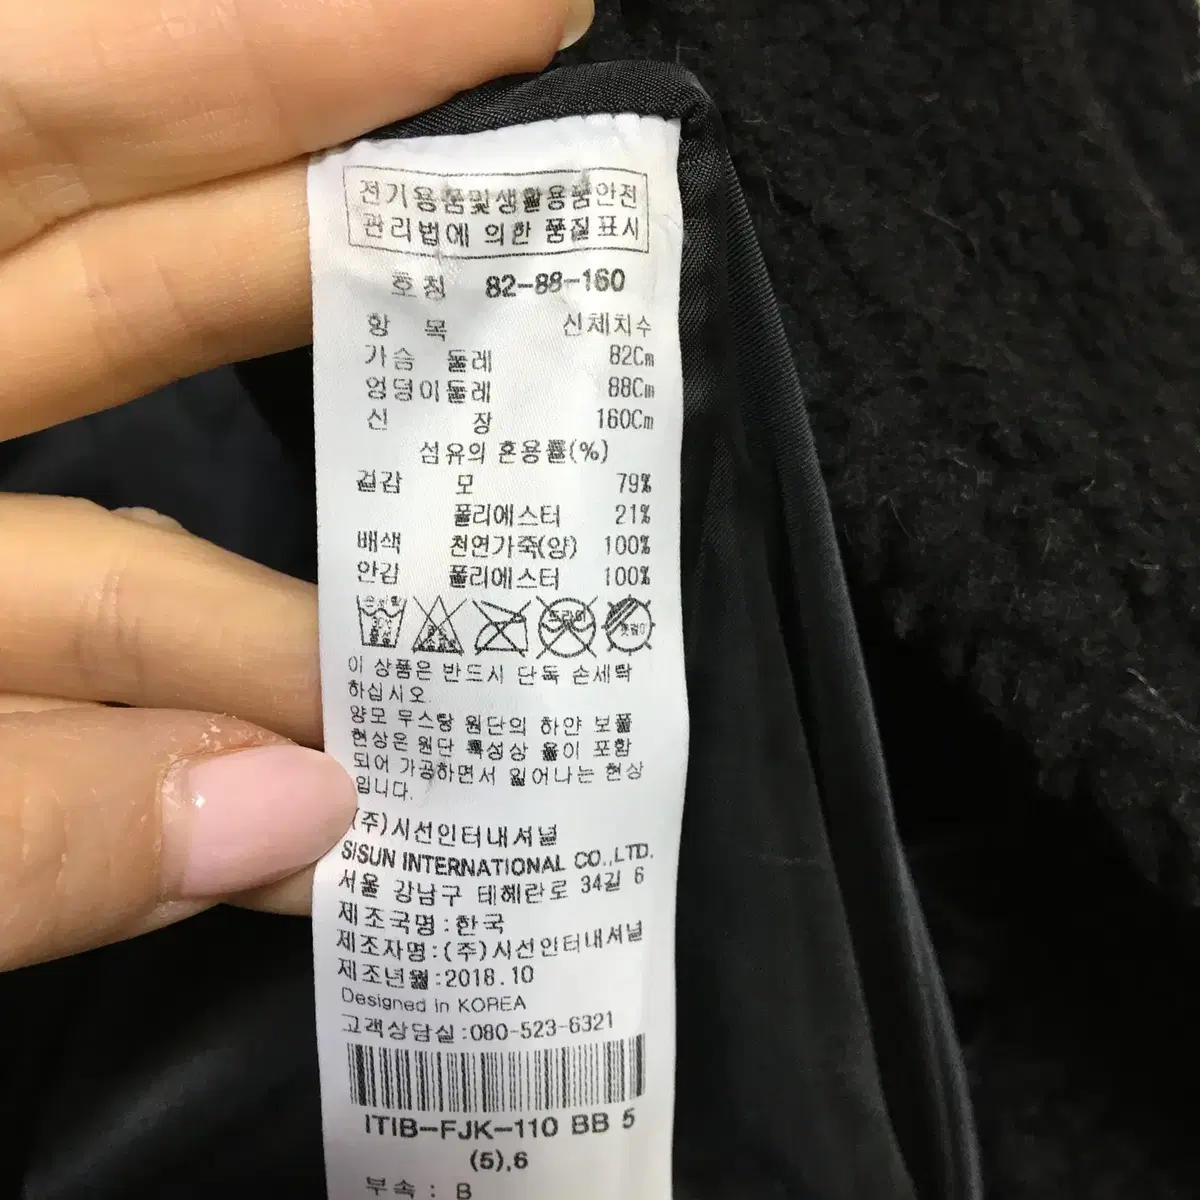 전기용품및생활용품안전
관리법에 의한 품질표시
호칭 82-88-160
항 목 신체치수
가슴 둘레 82Cm
엉덩이둘레 88Cm
신 장 160Cm
섬유의 혼용률(%)
겉감 모 79%
폴리에스터 21%
배색 천연가죽(양) 100%
안감 폴리에스터 100%
드라이
이 상품은 반드시 단독 손세탁
하십시오.
양모 무스탕 원단의 하얀 보풀
현상은 원단 특성상 울이 포함
되어 가공하면서 일어나는 현상
입니다.
(주)시선인터내셔널
SISUN INTERNATIONAL CO.,LTD.
서울 강남구 테헤란로 34길 6
제조국명:한국
제조자명:(주)시선인터내셔널
제조년월:2018.10
Designed in KOREA
고객상담실:080-523-6321
ITIB-FJK-110 BB 5
(5),6
부속 : B